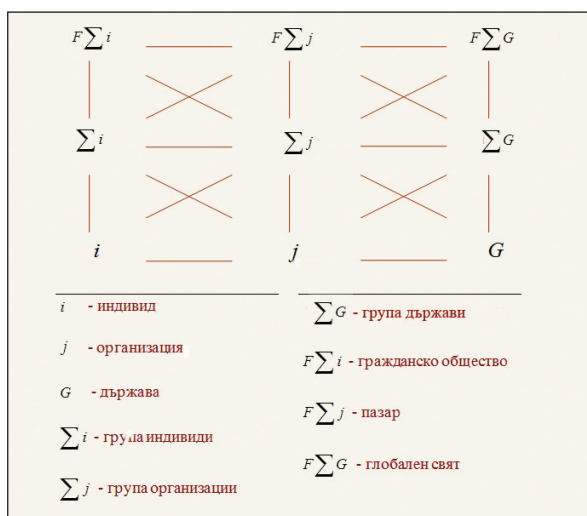 F∑i F∑j F∑G
∑i ∑j ∑G
i j G
i - индивид
j - организация
G - държава
∑i - група индивиди
∑j - група организации
∑G - група държави
F∑i - гражданско общество
F∑j - пазар
F∑G - глобален свят